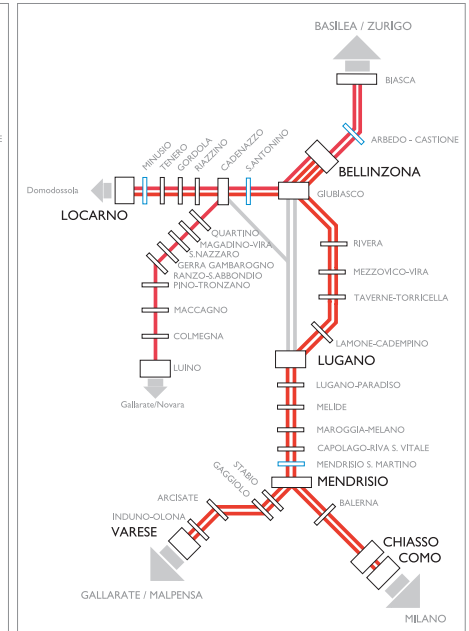 BASILEA / ZURIGO
BIASCA
ARBEDO - CASTIONE
BELLINZONA
MINUSIO
TENERO
GORDOLA
RIAZZINO
CADENAZZO
S.ANTONINO
GIUBIASCO
Domodossola
LOCARNO
QUARTINO
MAGADINO-VIRA
S.NAZZARO
GERRA GAMBAROGNO
RANZO-S.ABBONDIO
PINO-TRONZANO
MACCAGNO
COLMEGNA
LUINO
Gallarate/Novara
RIVERA
MEZZOVICO-VIRA
TAVERNE-TORRICELLA
LAMONE-CADEMPINO
LUGANO
LUGANO-PARADISO
MELIDE
MAROGGIA-MELANO
CAPOLAGO-RIVA S. VITALE
MENDRISIO S. MARTINO
MENDRISIO
STABIO
GAGGIOLO
ARCISATE
INDUNO-OLONA
VARESE
GALLARATE / MALPENSA
BALERNA
CHIASSO
COMO
MILANO